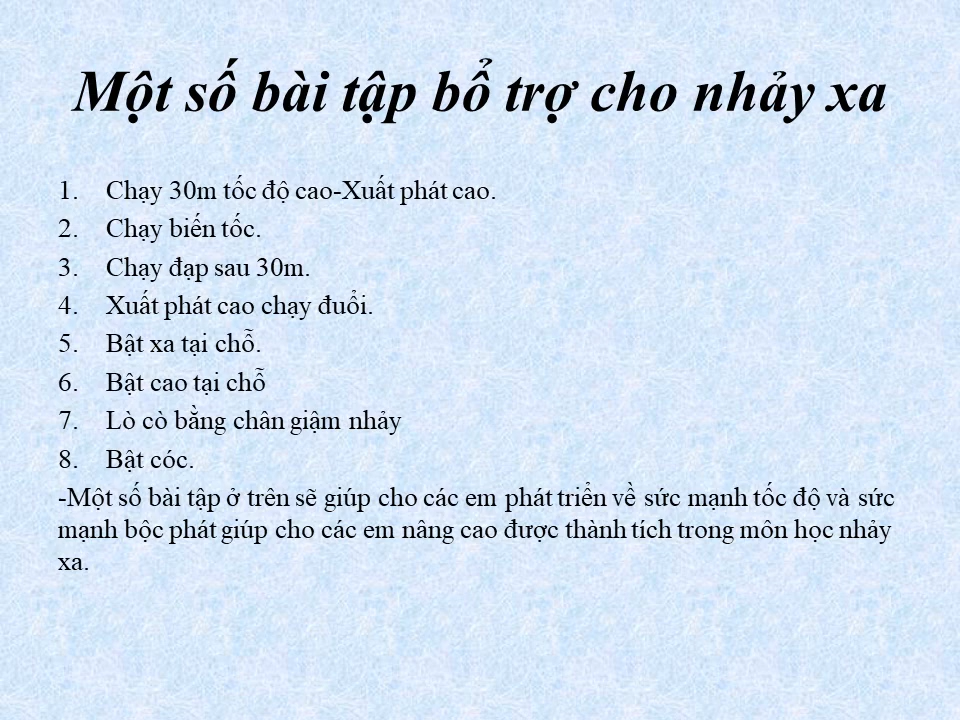 Một số bài tập bổ trợ cho nhảy xa
1. Chạy 30m tốc độ cao-Xuất phát cao.
2. Chạy biến tốc.
3. Chạy đạp sau 30m.
4. Xuất phát cao chạy đuổi.
5. Bật xa tại chỗ.
6. Bật cao tại chỗ
7. Lò cò bằng chân giậm nhảy
8. Bật cóc.
-Một số bài tập ở trên sẽ giúp cho các em phát triển về sức mạnh tốc độ và sức
mạnh bộc phát giúp cho các em nâng cao được thành tích trong môn học nhảy
xa.